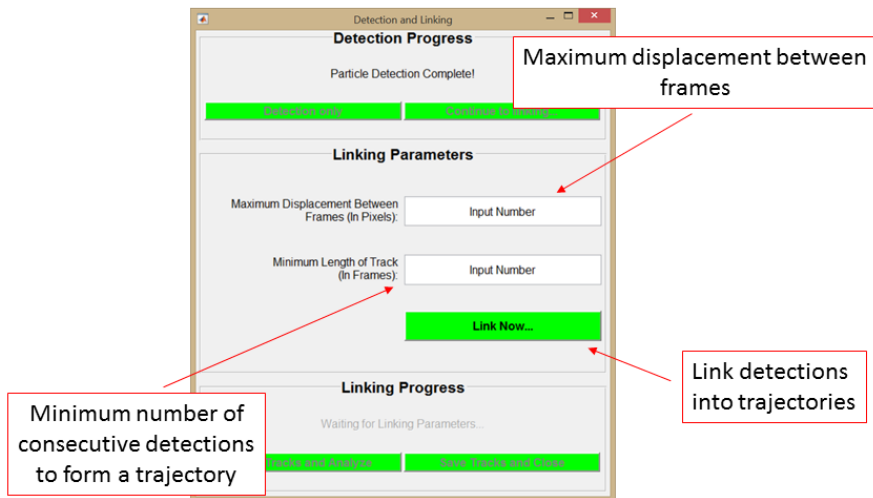 Detection and Linking
Detection Progress
Maximum displacement between
frames
Particle Detection Complete!
Detection only
Continue to linking...
Linking Parameters
Maximum Displacement Between
Frames (In Pixels):
Input Number
Minimum Length of Track
(In Frames):
Input Number
Link Now...
Link detections
into trajectories
Linking Progress
Minimum number of
consecutive detections
to form a trajectory
Waiting for Linking Parameters...
Tracks and Analyze
Save Tracks and Close